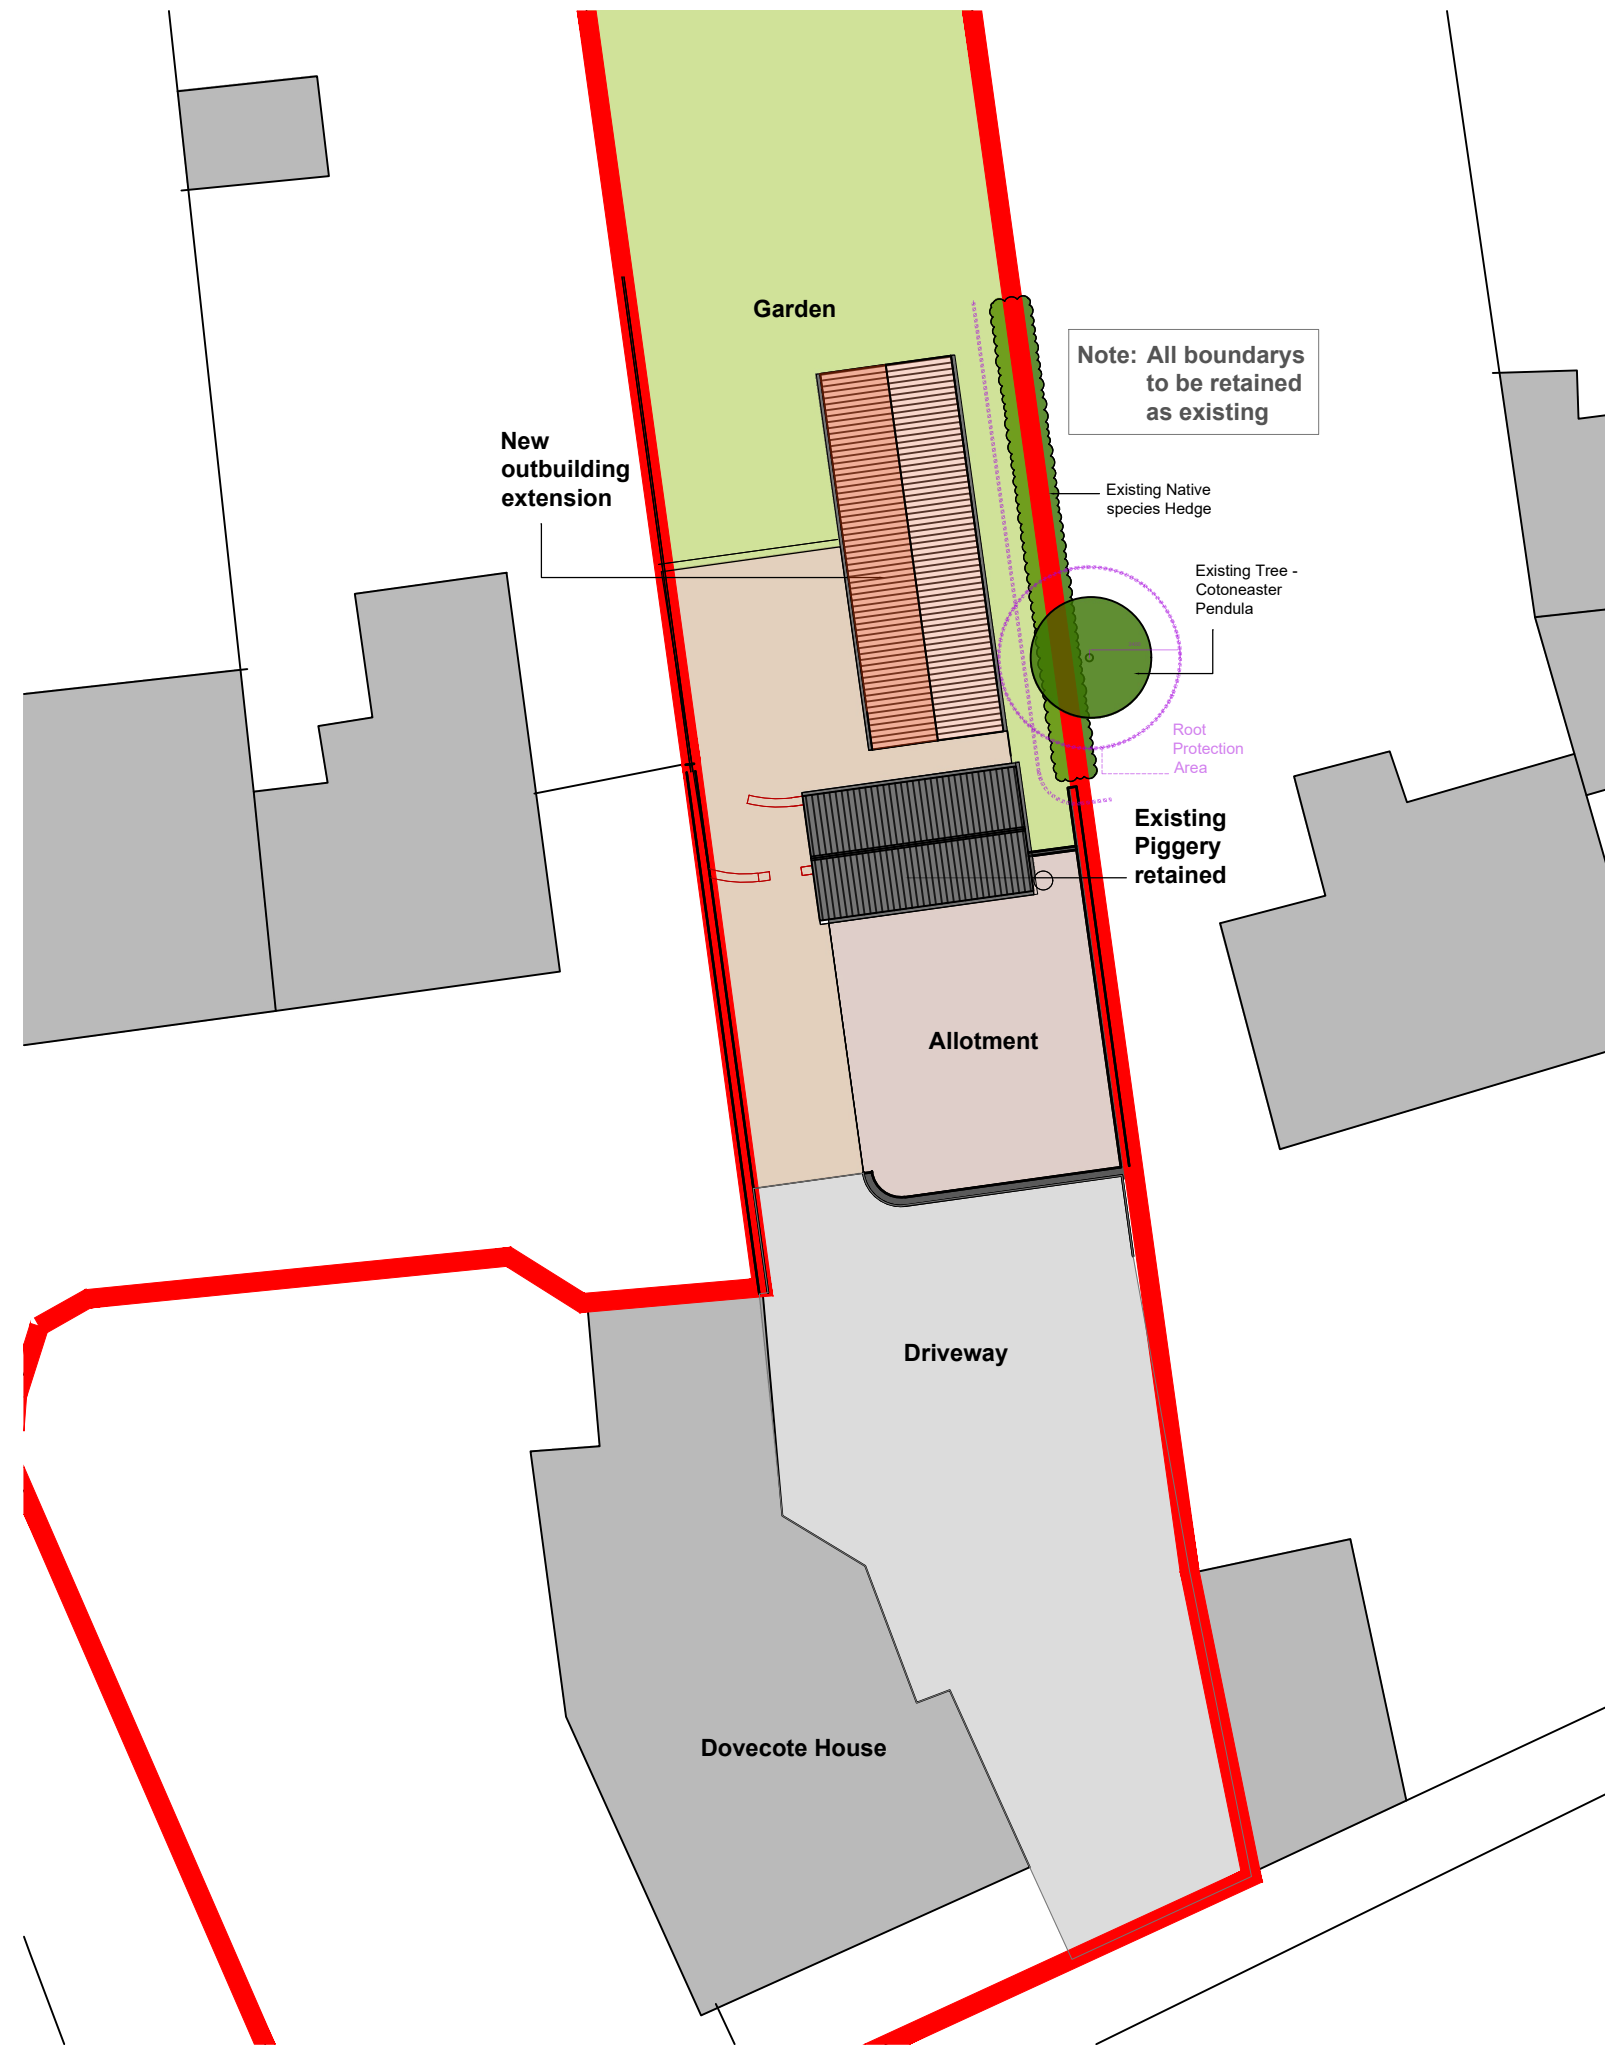 Garden
Note: All boundarys
to be retained
as existing
New
outbuilding
extension
Existing Native
species Hedge
Existing Tree -
Cotoneaster
Pendula
Root
Protection
Area
Existing
Piggery
retained
Allotment
Driveway
Dovecote House